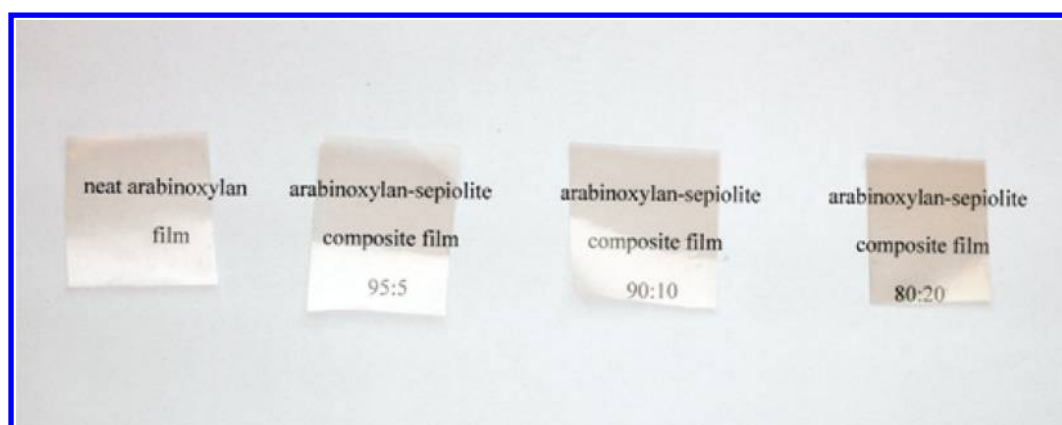 neat arabinoxylan
film
arabinoxylan-sepiolite
composite film
95:5
arabinoxylan-sepiolite
composite film
90:10
arabinoxylan-sepiolite
composite film
80:20